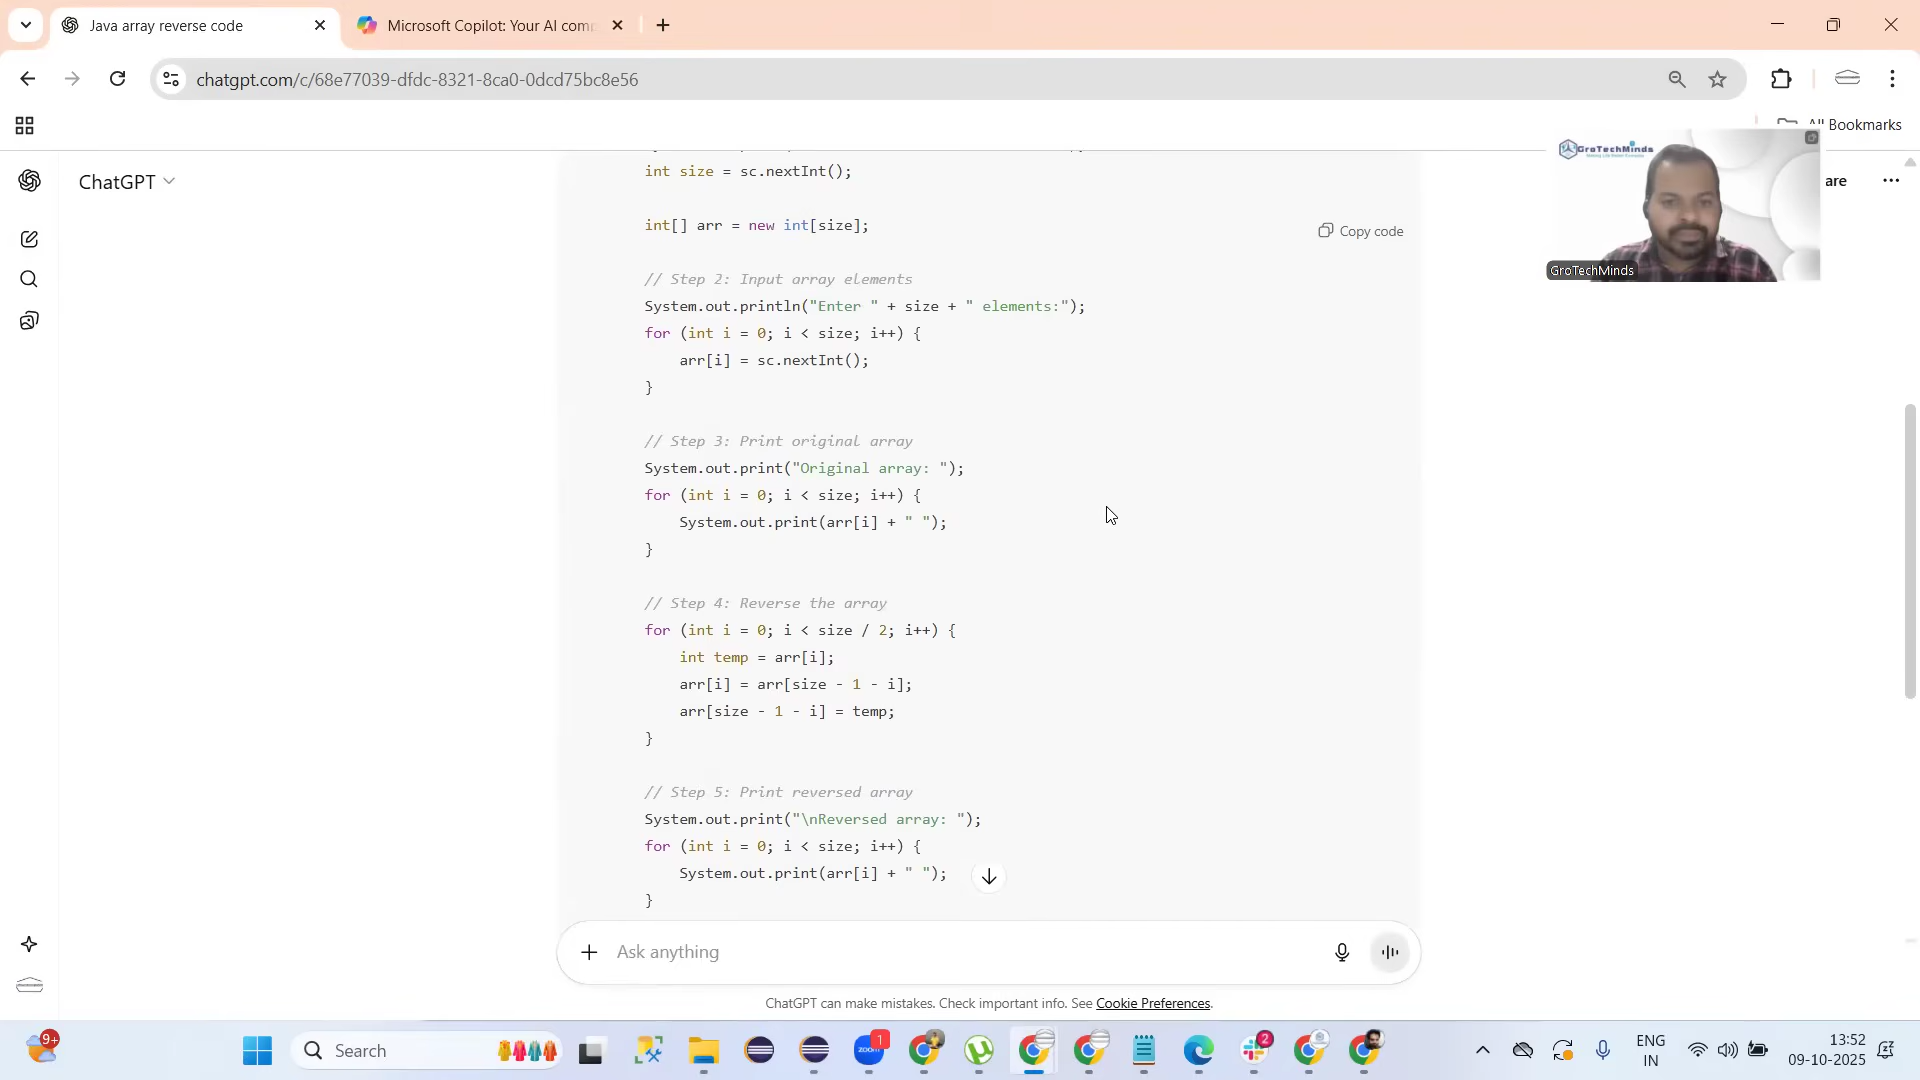 Java array reverse code
Microsoft Copilot: Your AI comp
chatgpt.com/c/68e77039-dfdc-8321-8ca0-0dcd75bc8e56
All Bookmarks
GroTechMinds
ChatGPT
are
GroTechMinds
Copy code
int size = sc.nextInt();
int[] arr = new int[size];
// Step 2: Input array elements
System.out.println("Enter " + size + " elements:");
for (int i = 0; i < size; i++) {
arr[i] = sc.nextInt();
}
// Step 3: Print original array
System.out.print("Original array: ");
for (int i = 0; i < size; i++) {
System.out.print(arr[i] + " ");
}
// Step 4: Reverse the array
for (int i = 0; i < size / 2; i++) {
int temp = arr[i];
arr[i] = arr[size - 1 - i];
arr[size - 1 - i] = temp;
}
// Step 5: Print reversed array
System.out.print("\nReversed array: ");
for (int i = 0; i < size; i++) {
System.out.print(arr[i] + " ");
}
Ask anything
ChatGPT can make mistakes. Check important info. See Cookie Preferences.
9+
Search
zoom
1
2
ENG
IN
13:52
09-10-2025